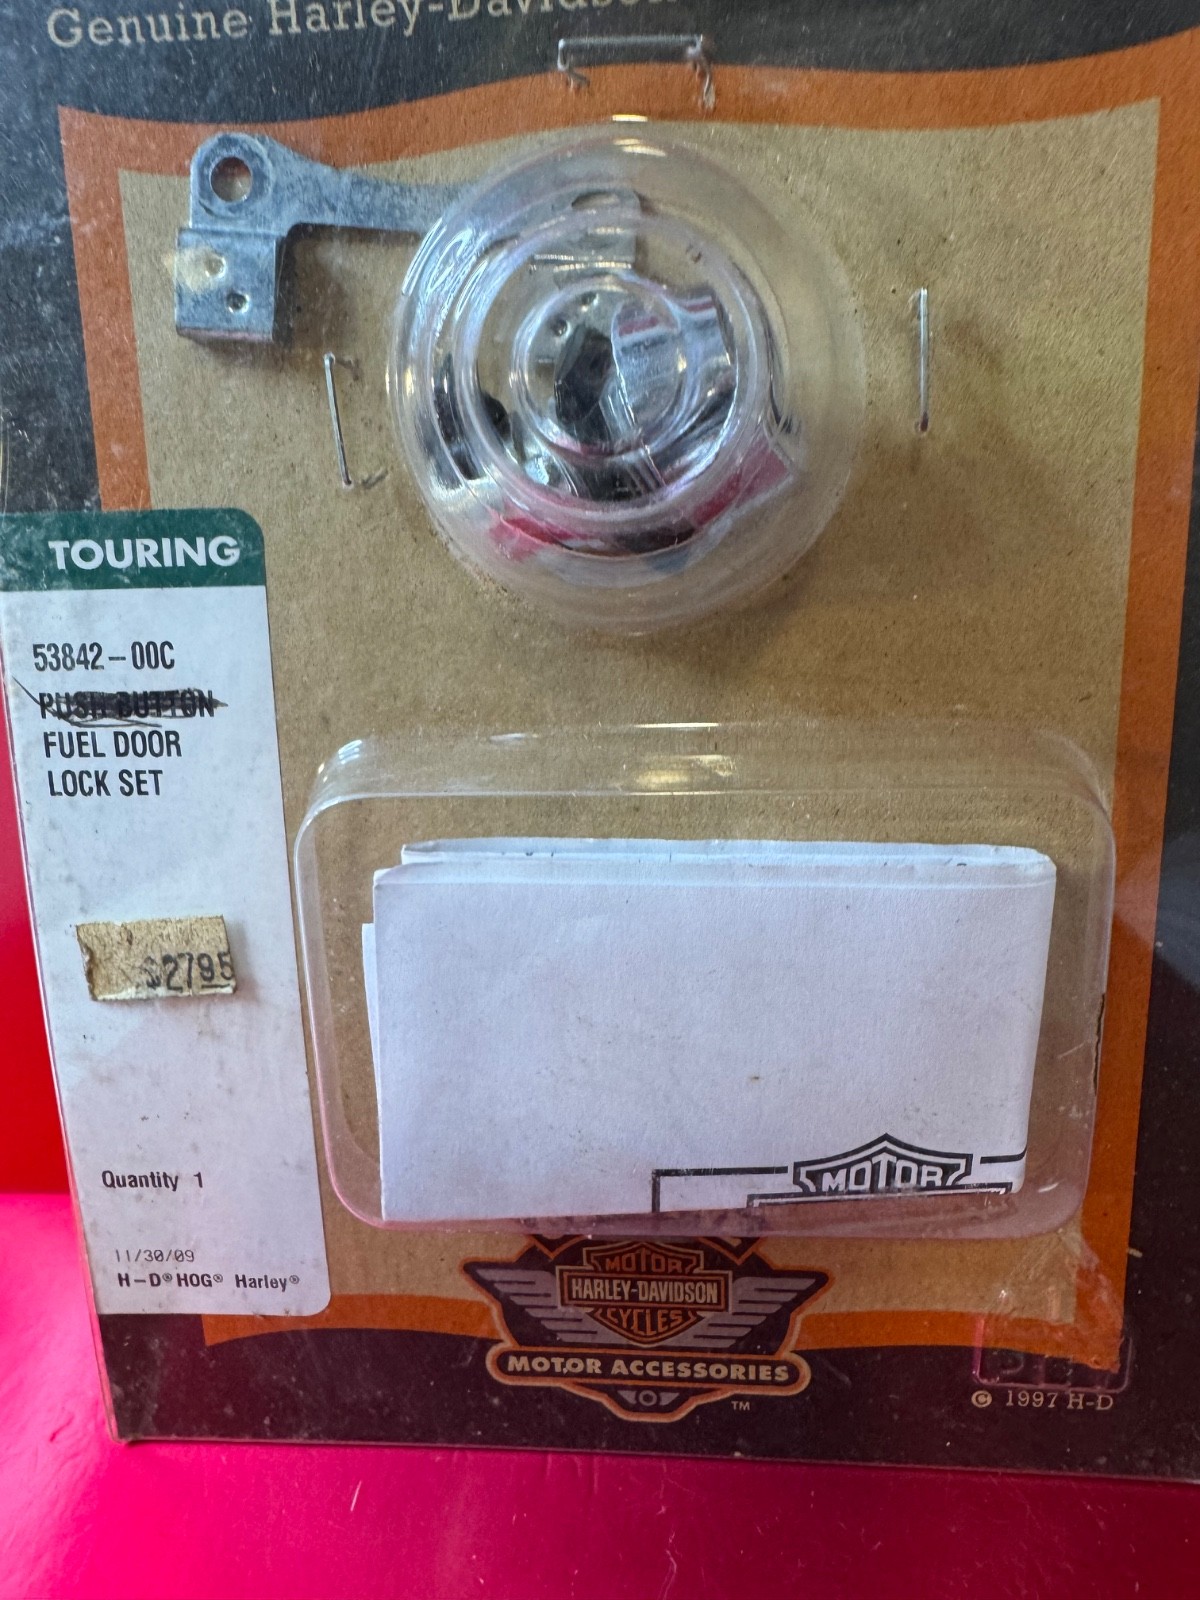 Genuine Harley-Davidson
TOURING
53842-00C
PUSH BUTTON
FUEL DOOR
LOCK SET
$2795
Quantity 1
11/30/09
H-D® HOG® Harley®
MOTOR
MOTOR
HARLEY-DAVIDSON
CYCLES
MOTOR ACCESSORIES
TM
© 1997 H-D